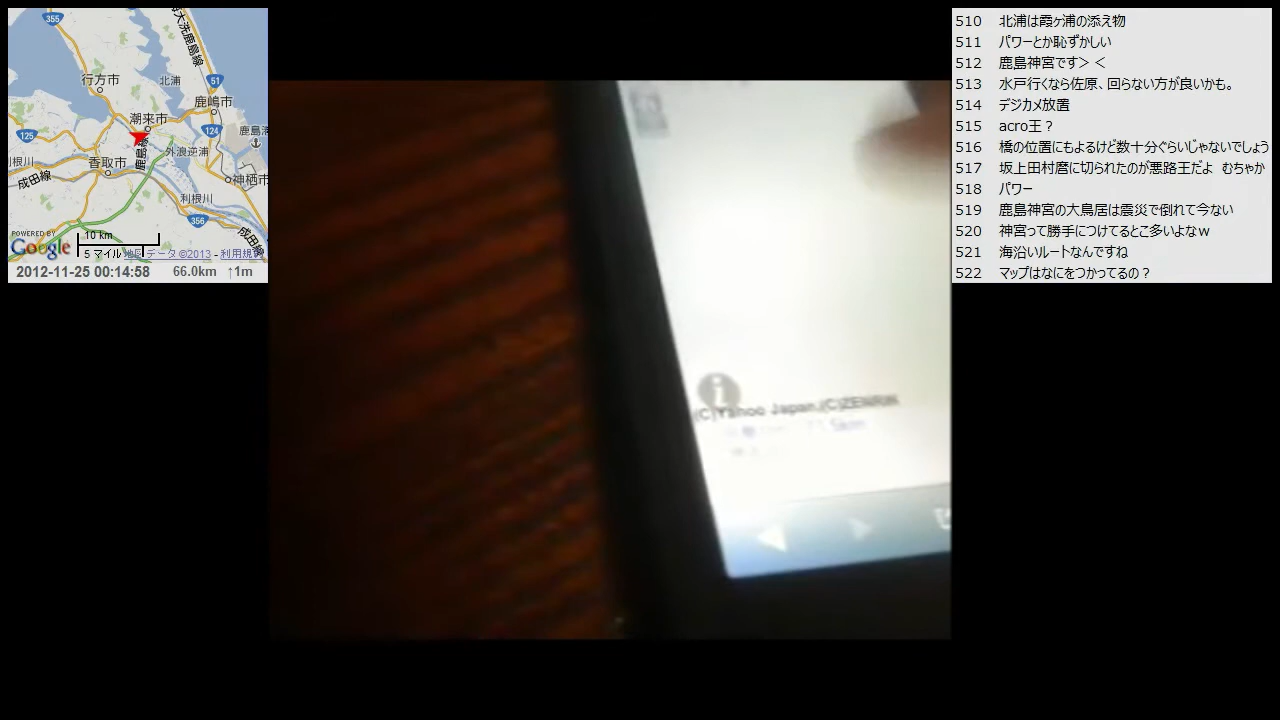 355
大洗鹿島線
行方市
北浦
51
鹿嶋市
潮来市
125
124
鹿島線
外浪逆浦
利根川
香取市
成田線
神栖市
利根川
356
成田線
POWERED BY
Google
10 km
5 マイル
地図データ ©2013 - 利用規約
2012-11-25 00:14:58 66.0km ↑1m
(C)Yahoo Japan,(C)ZENRIN
510 北浦は霞ヶ浦の添え物
511 パワーとか恥ずかしい
512 鹿島神宮です＞＜
513 水戸行くなら佐原、回らない方が良いかも。
514 デジカメ放置
515 acro王？
516 橋の位置にもよるけど数十分ぐらいじゃないでしょう
517 坂上田村麿に切られたのが悪路王だよ むちゃか
518 パワー
519 鹿島神宮の大鳥居は震災で倒れて今ない
520 神宮って勝手につけてるとこ多いよなｗ
521 海沿いルートなんですね
522 マップはなにをつかってるの？